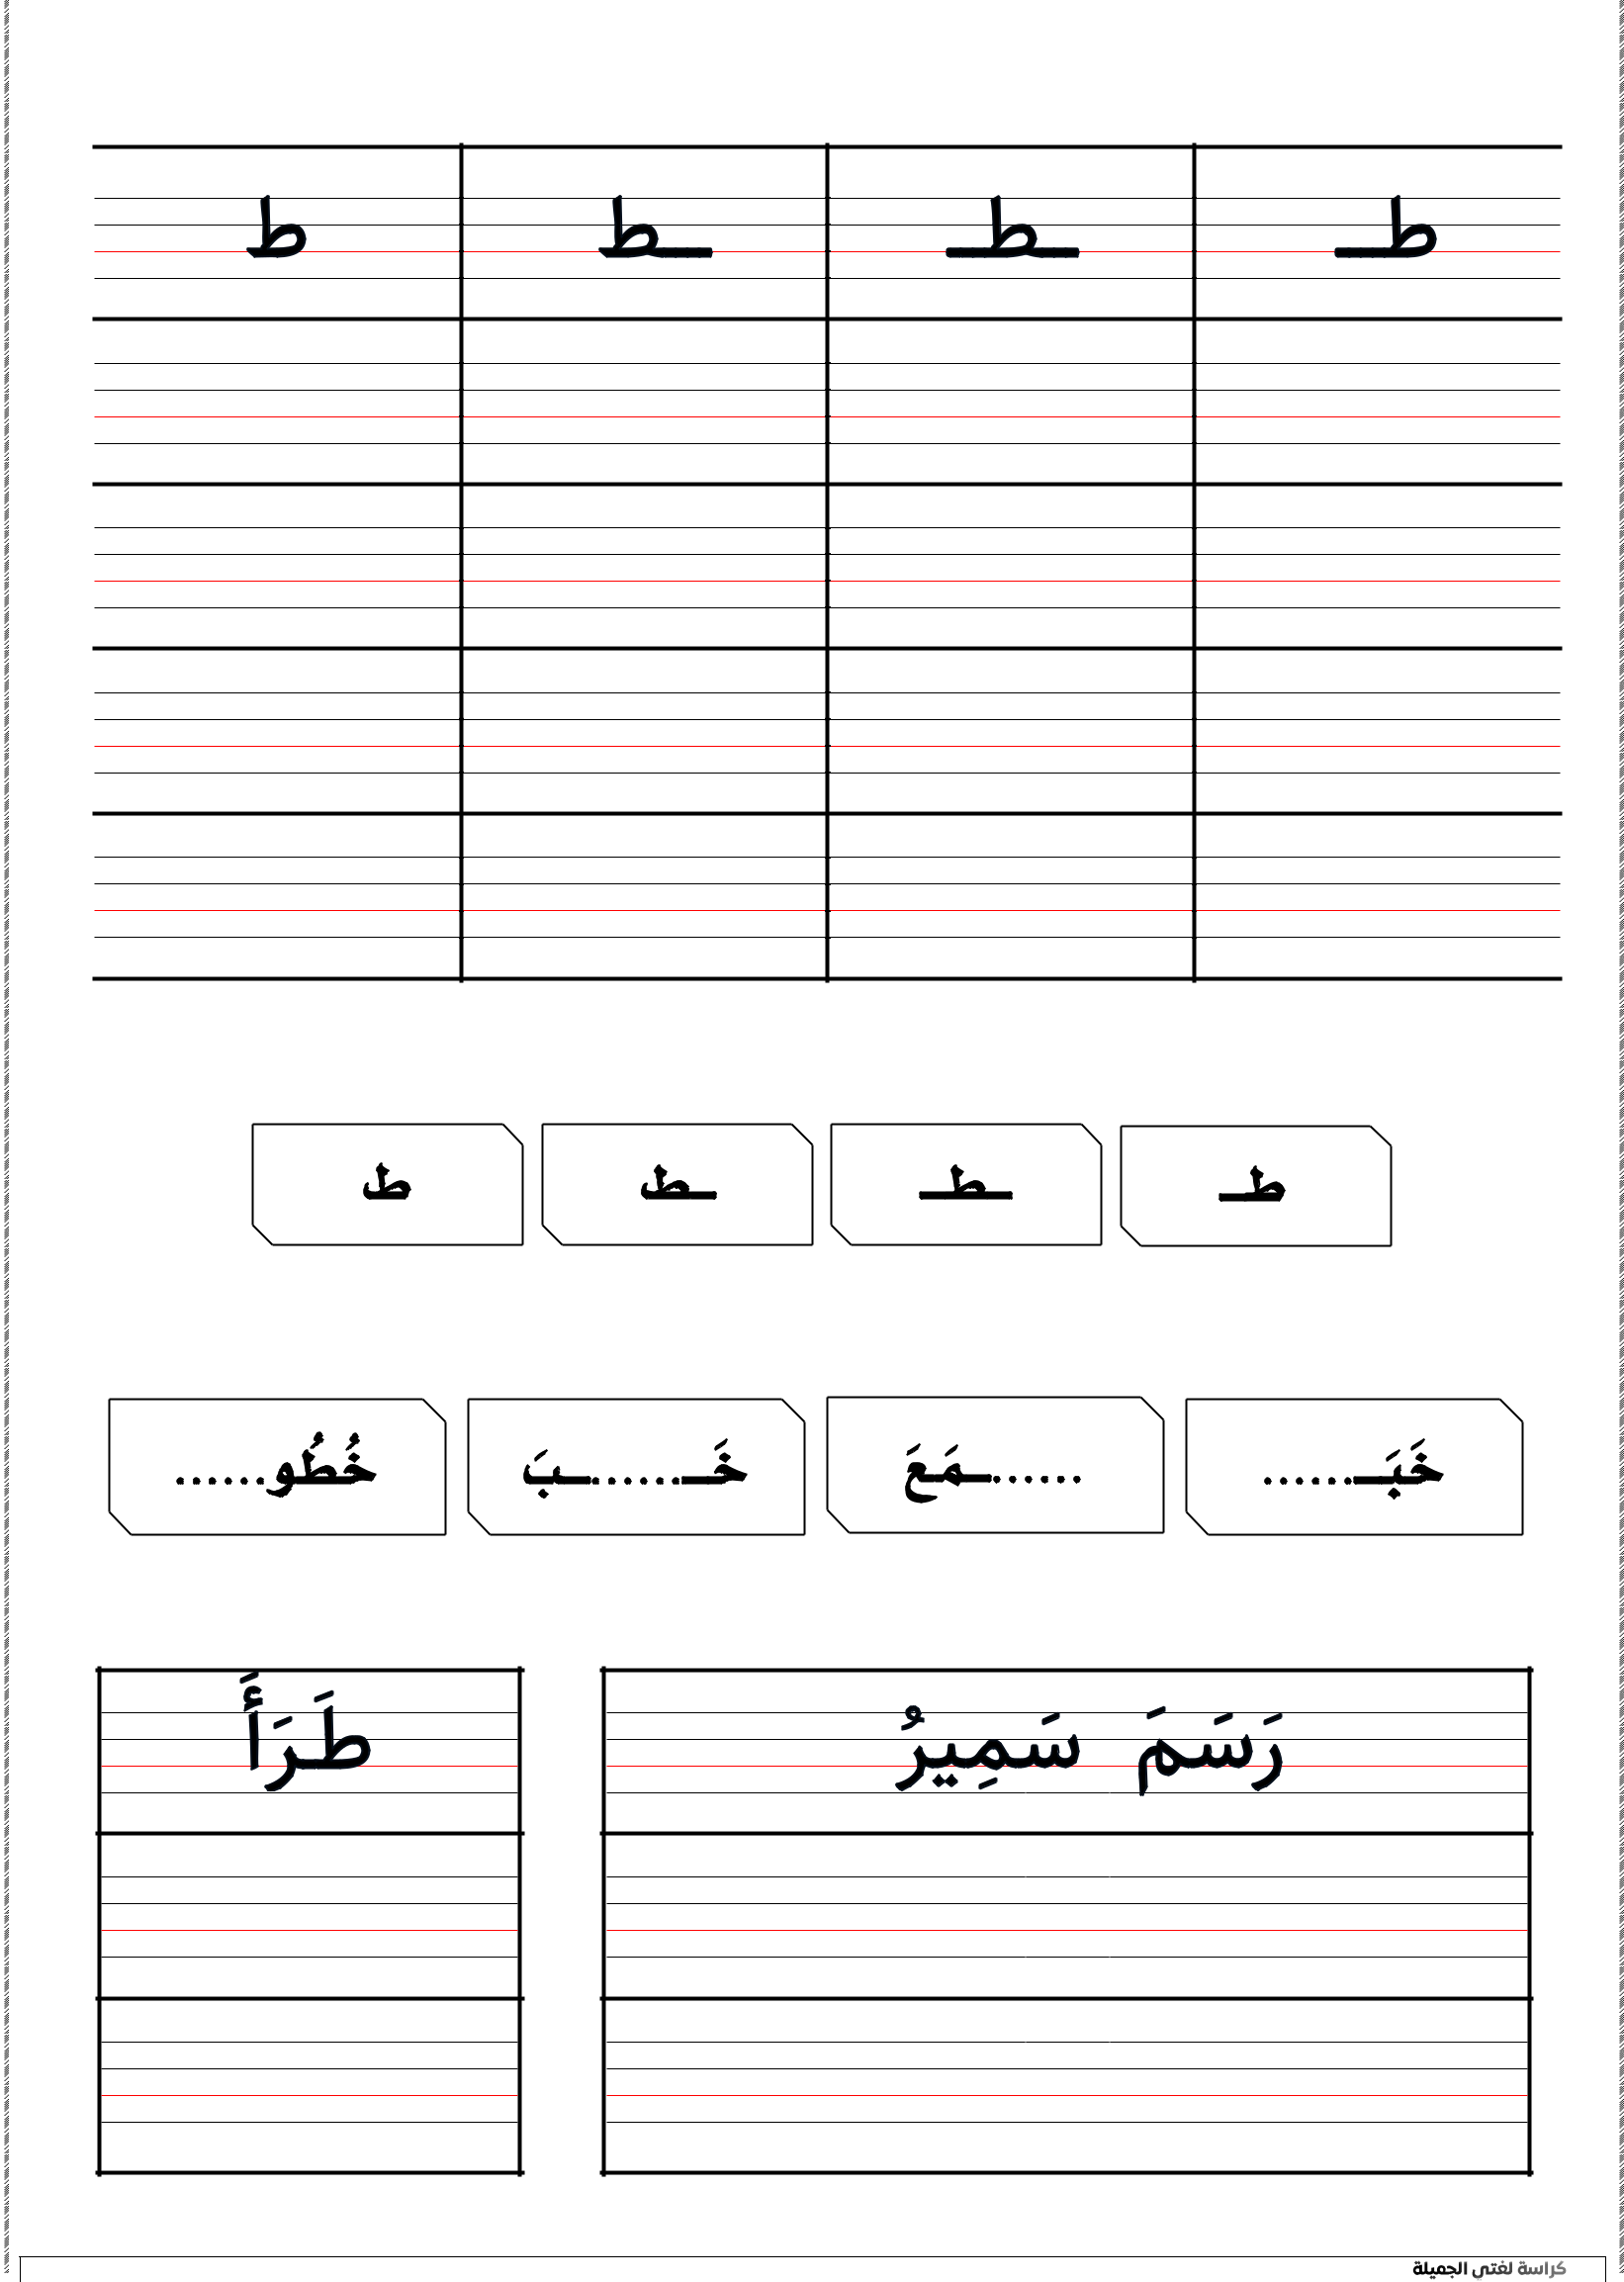 طـ ـطـ ـط ط
طـ ـطـ ـط ط
خَبَـ...... ......ـمَعَ خَـ......ـبَ خُطُو......
رَسَمَ سَمِيرُ طَرَأَ
كراسة لغتي الجميلة